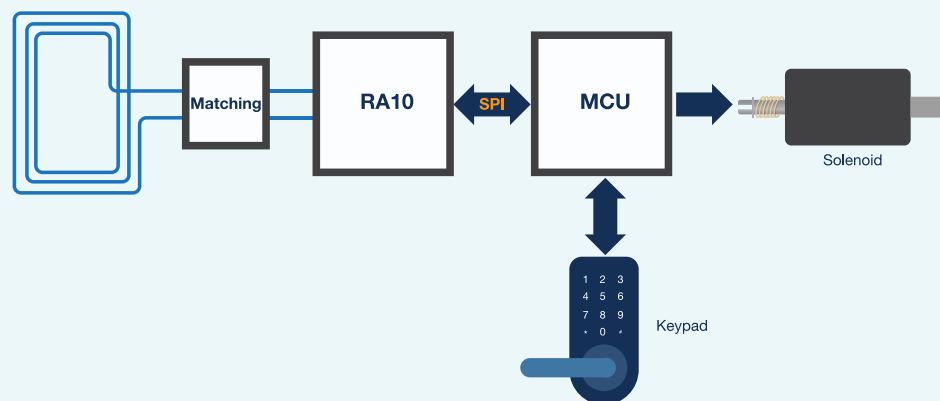 Matching
RA10
SPI
MCU
Solenoid
1 2 3
4 5 6
7 8 9
* 0 #
Keypad